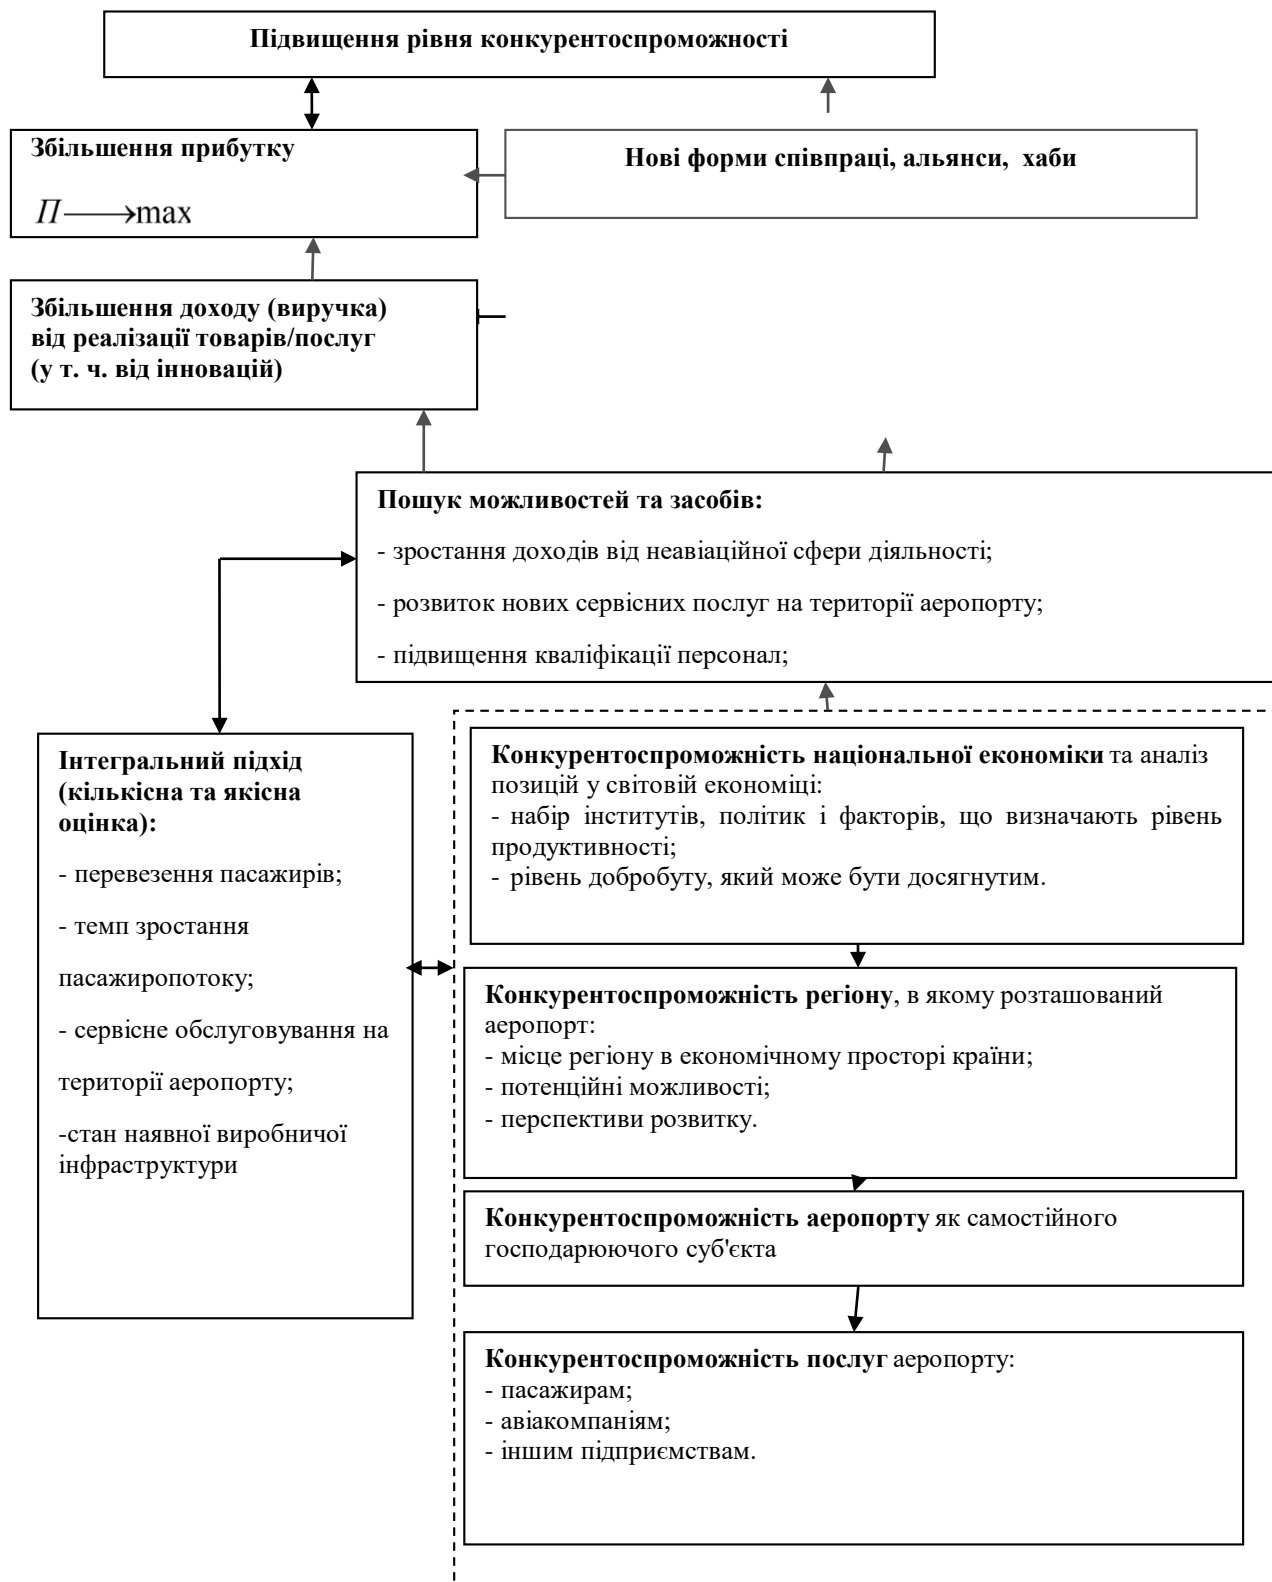 Підвищення рівня конкурентоспроможності
Збільшення прибутку
П⟶max
Нові форми співпраці, альянси, хаби
Збільшення доходу (виручка)
від реалізації товарів/послуг
(у т. ч. від інновацій)
Пошук можливостей та засобів:
- зростання доходів від неавіаційної сфери діяльності;
- розвиток нових сервісних послуг на території аеропорту;
- підвищення кваліфікації персонал;
Інтегральний підхід
(кількісна та якісна
оцінка):
- перевезення пасажирів;
- темп зростання
пасажиропотоку;
- сервісне обслуговування на
території аеропорту;
-стан наявної виробничої
інфраструктури
Конкурентоспроможність національної економіки та аналіз
позицій у світовій економіці:
- набір інститутів, політик і факторів, що визначають рівень
продуктивності;
- рівень добробуту, який може бути досягнутим.
Конкурентоспроможність регіону, в якому розташований
аеропорт:
- місце регіону в економічному просторі країни;
- потенційні можливості;
- перспективи розвитку.
Конкурентоспроможність аеропорту як самостійного
господарюючого суб'єкта
Конкурентоспроможність послуг аеропорту:
- пасажирам;
- авіакомпаніям;
- іншим підприємствам.